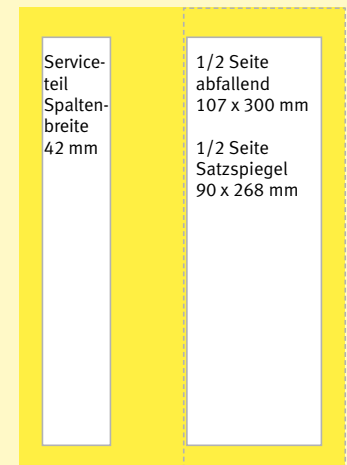 Service-
teil
Spalten-
breite
42 mm
1/2 Seite
abfallend
107 x 300 mm
1/2 Seite
Satzspiegel
90 x 268 mm